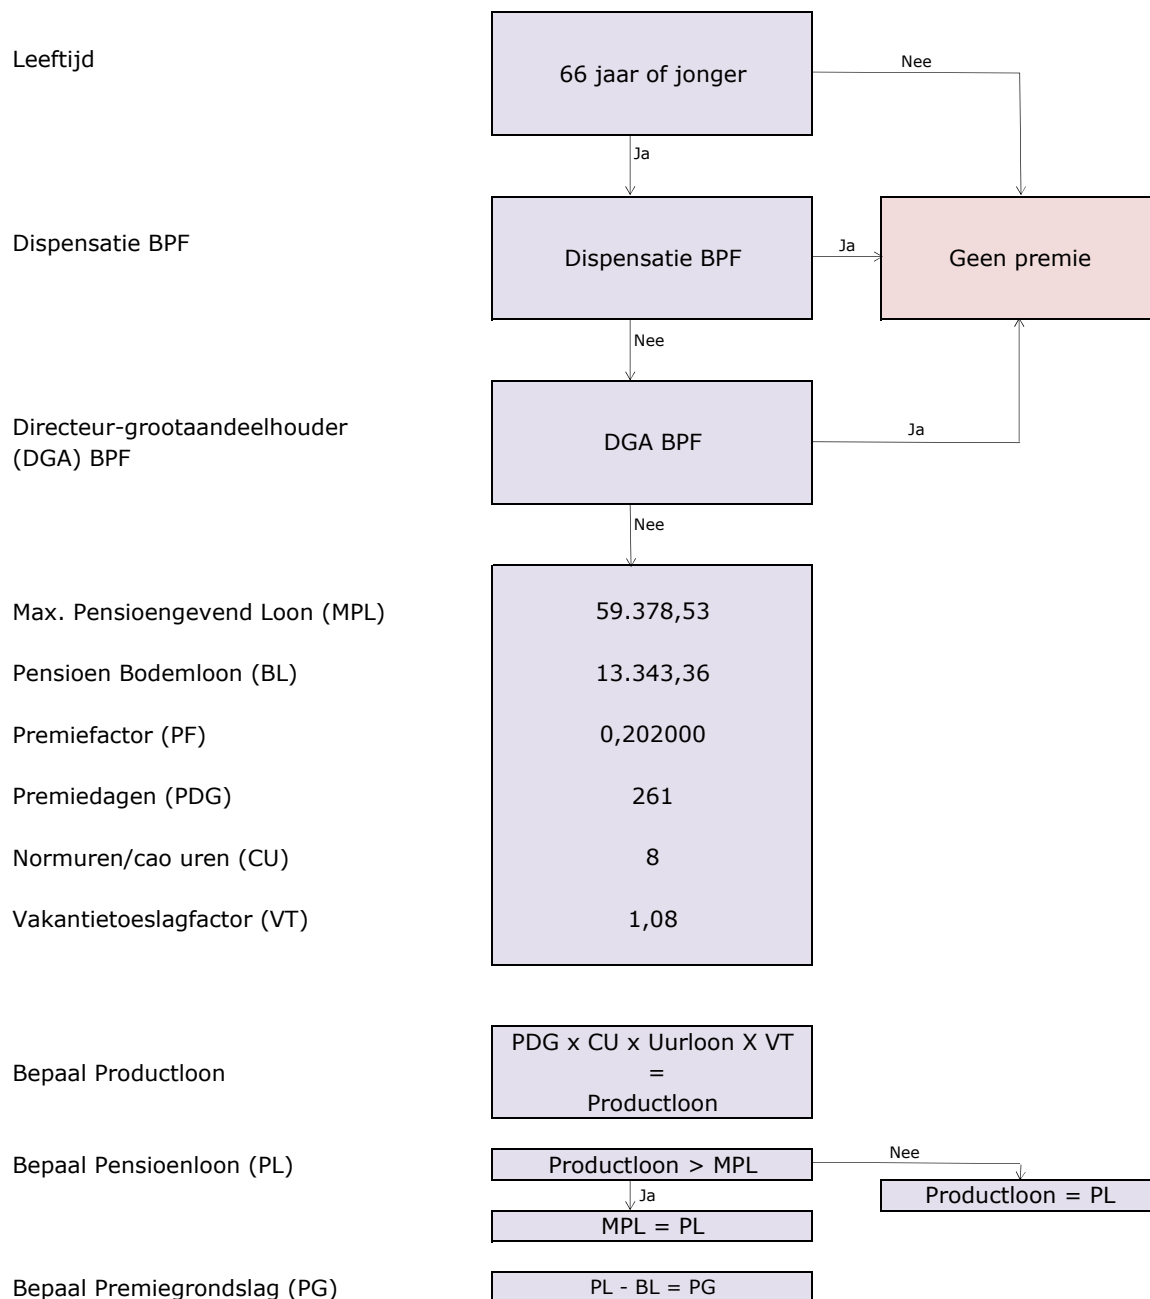 Leeftijd
66 jaar of jonger
Nee
Ja
Dispensatie BPF
Dispensatie BPF
Ja
Geen premie
Nee
Directeur-grootaandeelhouder
(DGA) BPF
DGA BPF
Ja
Nee
Max. Pensioengevend Loon (MPL)
59.378,53
Pensioen Bodemloon (BL)
13.343,36
Premiefactor (PF)
0,202000
Premiedagen (PDG)
261
Normuren/cao uren (CU)
8
Vakantietoeslagfactor (VT)
1,08
Bepaal Productloon
PDG x CU x Uurloon X VT
=
Productloon
Bepaal Pensioenloon (PL)
Productloon > MPL
Nee
Productloon = PL
Ja
MPL = PL
Bepaal Premiegrondslag (PG)
PL - BL = PG